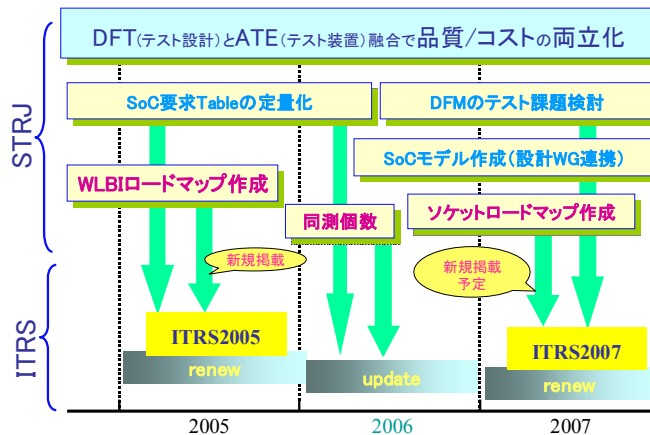 DFT(テスト設計)とATE(テスト装置)融合で品質/コストの両立化
STRJ
SoC要求Tableの定量化
DFMのテスト課題検討
SoCモデル作成(設計WG連携)
WLBIロードマップ作成
同測個数
ソケットロードマップ作成
新規掲載
新規掲載
予定
ITRS
ITRS2005
renew
update
ITRS2007
renew
2005
2006
2007